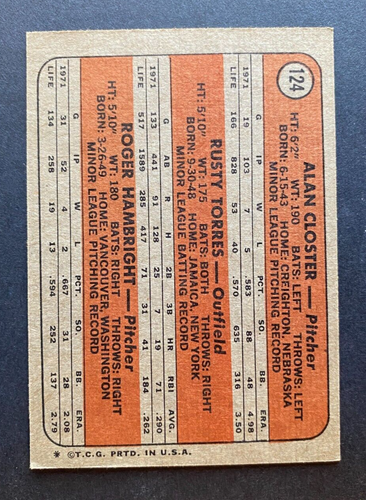 124
ALAN CLOSTER — Pitcher
HT: 6'2" WT: 190 BATS: LEFT THROWS: LEFT
BORN: 6-15-43 HOME: CREIGHTON, NEBRASKA
MINOR LEAGUE PITCHING RECORD
G IP W L PCT. SO. BB. ERA.
1971 7 5 .583 88 48 4.98
LIFE 166 828 53 40 .570 635 316 3.50
RUSTY TORRES — Outfield
HT: 5'10" WT: 175 BATS: BOTH THROWS: RIGHT
BORN: 9-30-48 HOME: JAMAICA, NEW YORK
MINOR LEAGUE BATTING RECORD
G AB R H 2B 3B HR RBI AVG.
1971 133 441 91 128 25 7 19 71 .290
LIFE 517 1589 285 417 71 31 41 184 .262
ROGER HAMBRIGHT — Pitcher
HT: 5'10" WT: 180 BATS: RIGHT THROWS: RIGHT
BORN: 3-26-49 HOME: VANCOUVER, WASHINGTON
MINOR LEAGUE PITCHING RECORD
G IP W L PCT. SO. BB. ERA.
1971 31 52 4 2 .667 31 28 2.08
LIFE 134 258 19 13 .594 252 137 2.79
* ©T.C.G. PRTD. IN U.S.A.